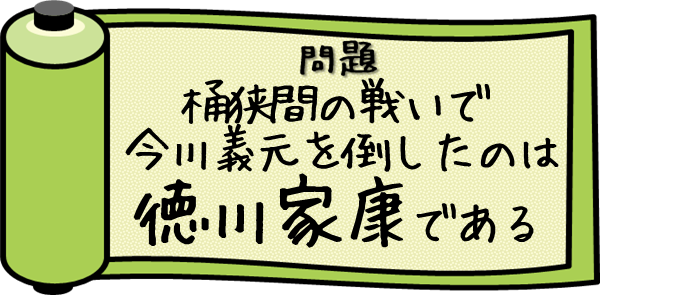 問題
桶狭間の戦いで
今川義元を倒したのは
徳川家康である